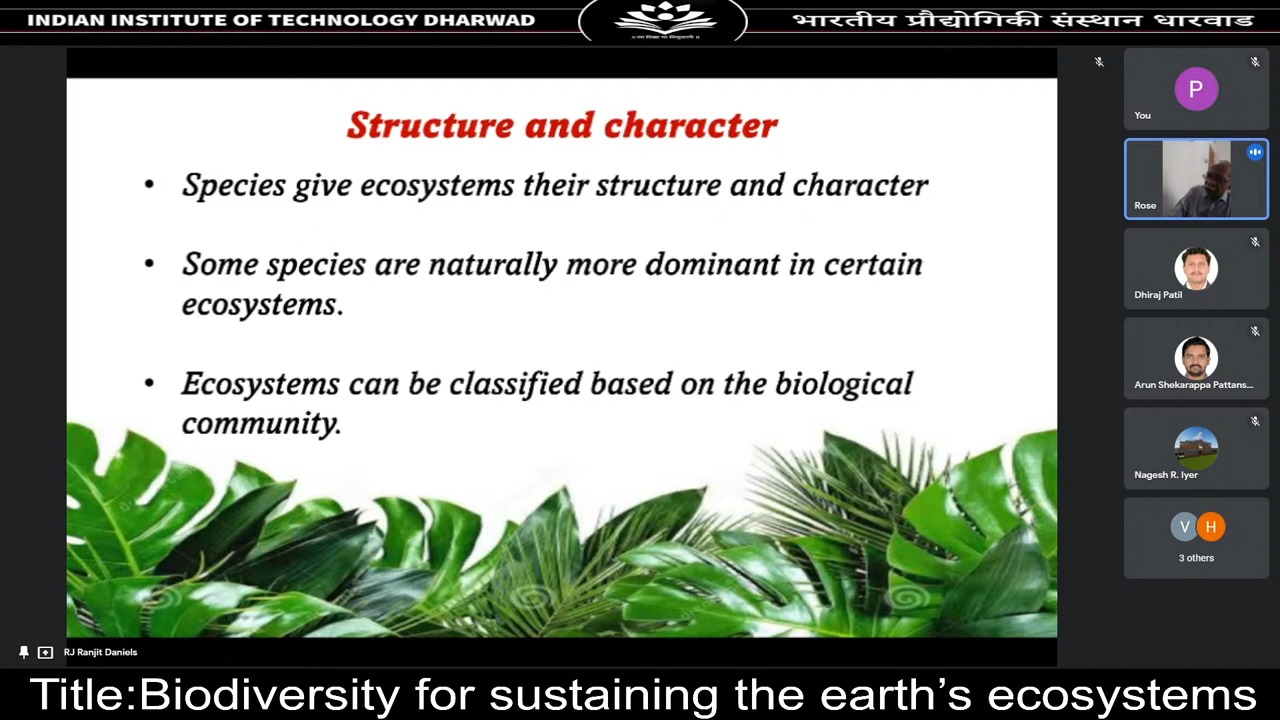 INDIAN INSTITUTE OF TECHNOLOGY DHARWAD
भारतीय प्रौद्योगिकी संस्थान धारवाड
Structure and character
• Species give ecosystems their structure and character
• Some species are naturally more dominant in certain
ecosystems.
• Ecosystems can be classified based on the biological
community.
P
You
Rose
Dhiraj Patil
Arun Shekarappa Pattans...
Nagesh R. Iyer
V H
3 others
RJ Ranjit Daniels
Title:Biodiversity for sustaining the earth's ecosystems